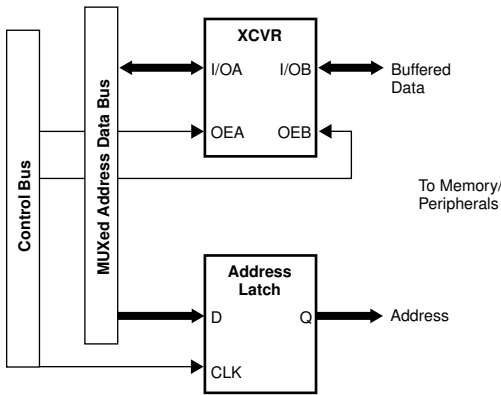 Control Bus
MUXed Address Data Bus
XCVR
I/OA
I/OB
OEA
OEB
Buffered
Data
To Memory/
Peripherals
Address
Latch
D
Q
CLK
Address